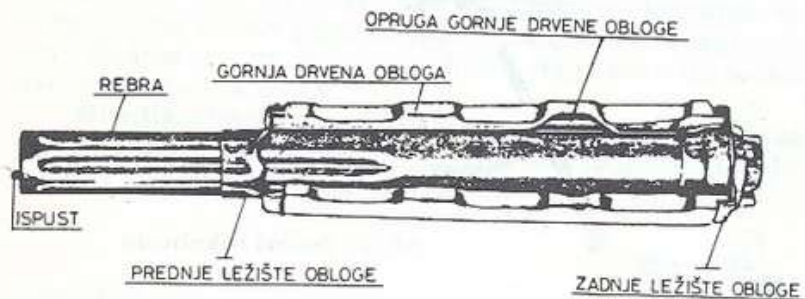 OPRUGA GORNJE DRVENE OBLOGE
GORNJA DRVENA OBLOGA
REBRA
ISPUST
PREDNJE LEŽIŠTE OBLOGE
ZADNJE LEŽIŠTE OBLOGE